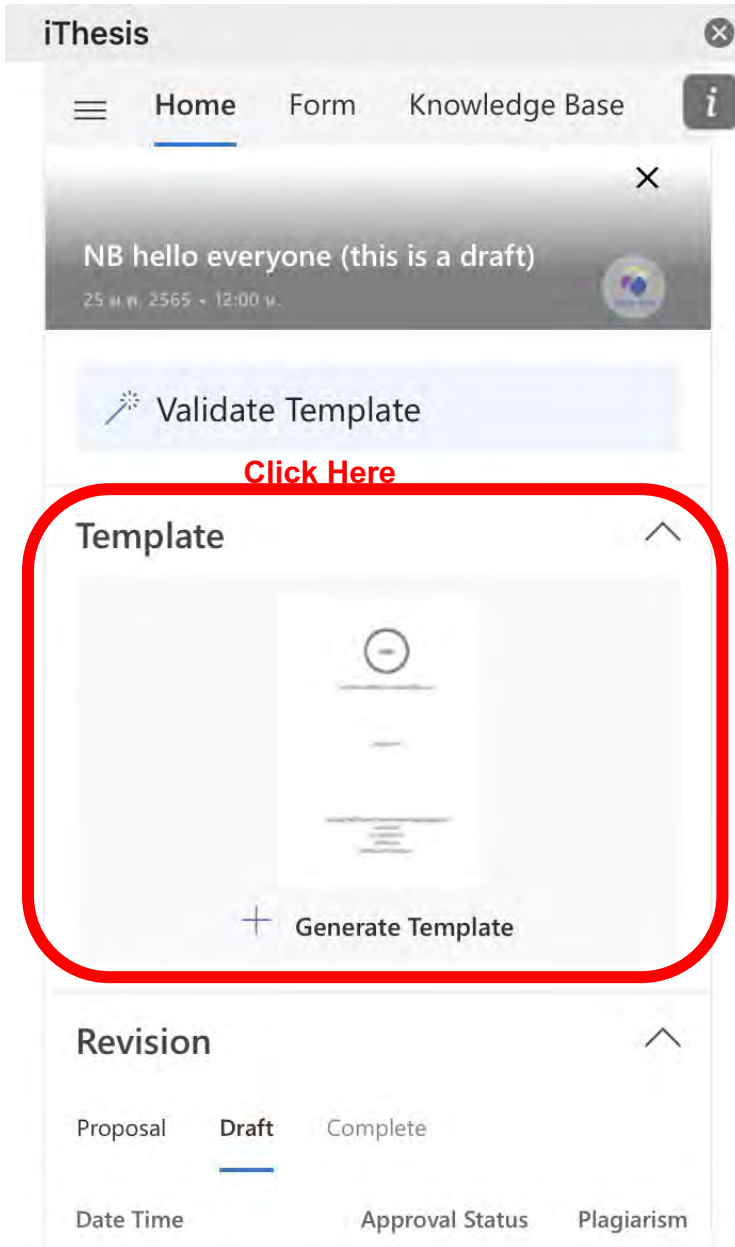 iThesis
Home Form Knowledge Base i
NB hello everyone (this is a draft)
25 ม.ค. 2565 • 12:00 น.
Validate Template
Click Here
Template
Generate Template
Revision
Proposal Draft Complete
Date Time Approval Status Plagiarism